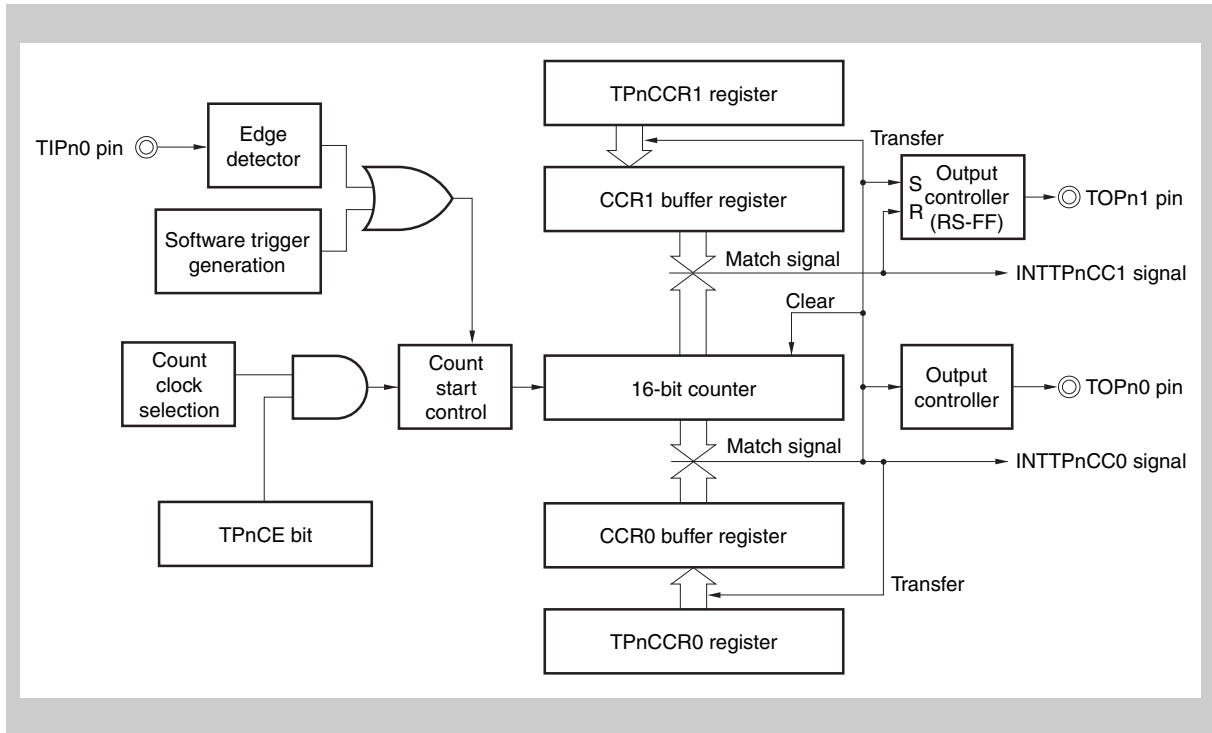 TPnCCR1 register
TIPn0 pin
Edge
detector
Transfer
CCR1 buffer register
S
R
Output
controller
(RS-FF)
TOPn1 pin
Software trigger
generation
Match signal
INTTPnCC1 signal
Clear
Count
clock
selection
Count
start
control
16-bit counter
Output
controller
TOPn0 pin
Match signal
INTTPnCC0 signal
TPnCE bit
CCR0 buffer register
Transfer
TPnCCR0 register